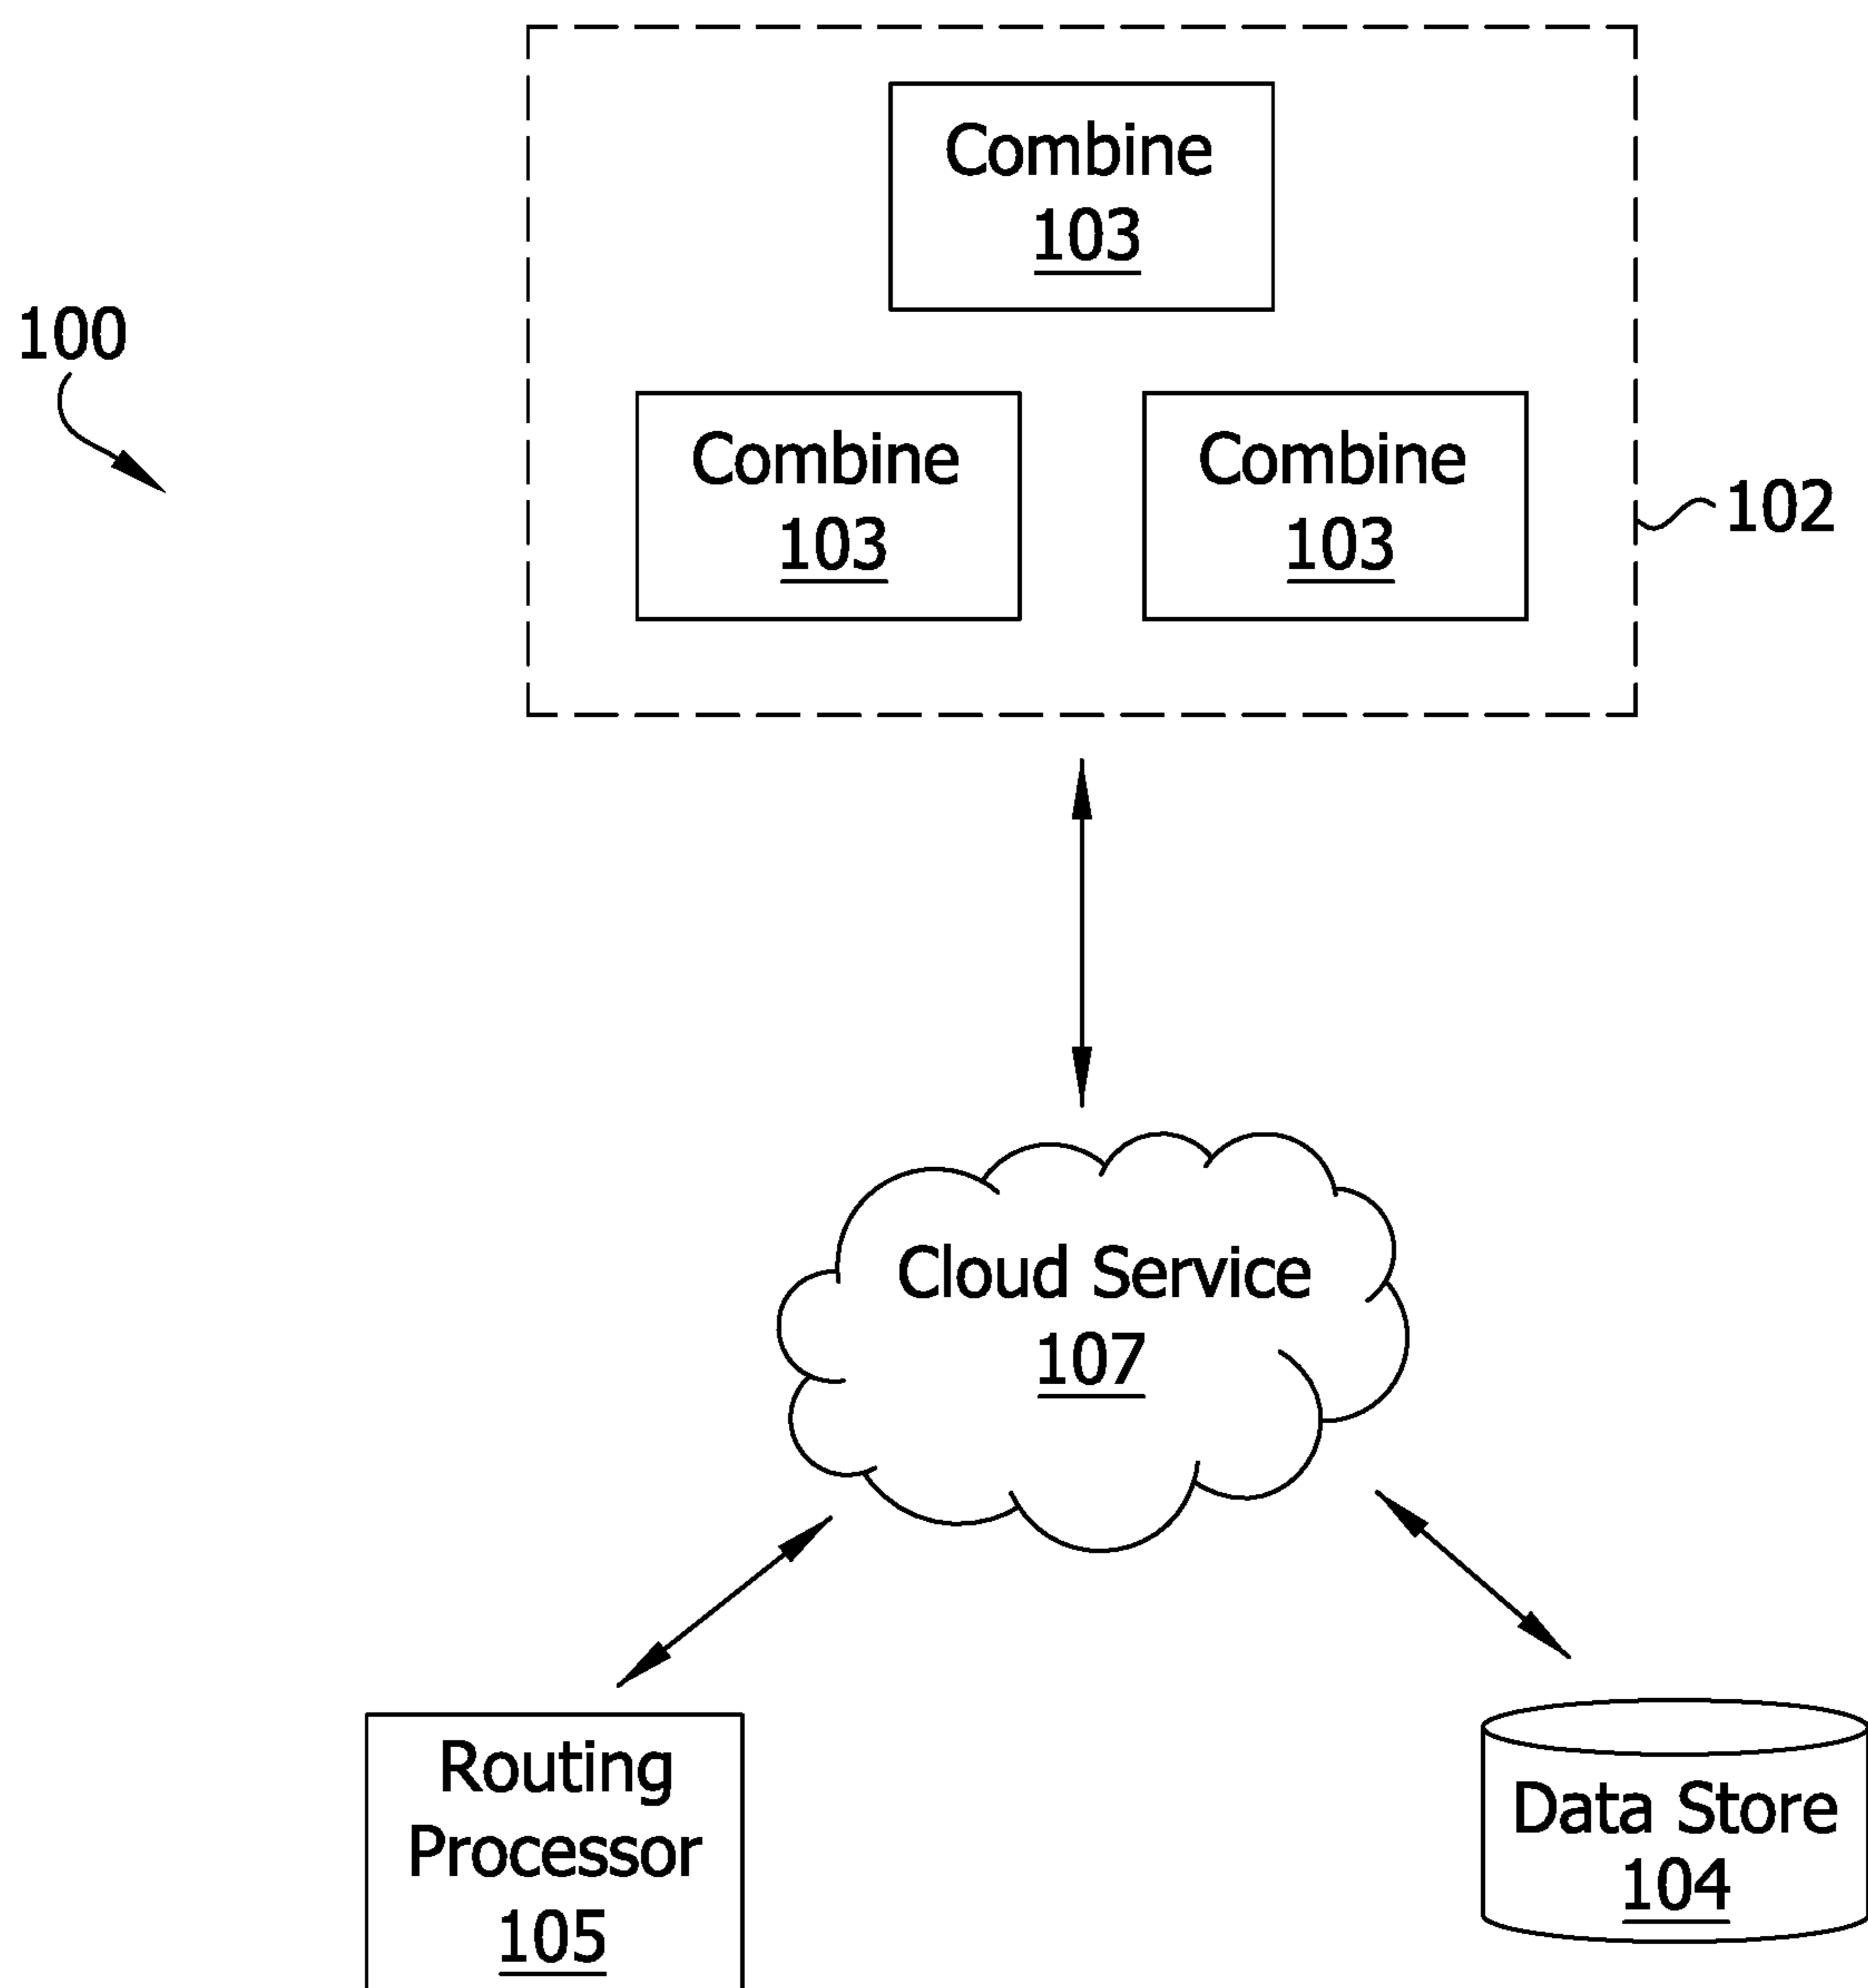 Combine
103
100
Combine
103
Combine
103
102
Cloud Service
107
Routing
Processor
105
Data Store
104